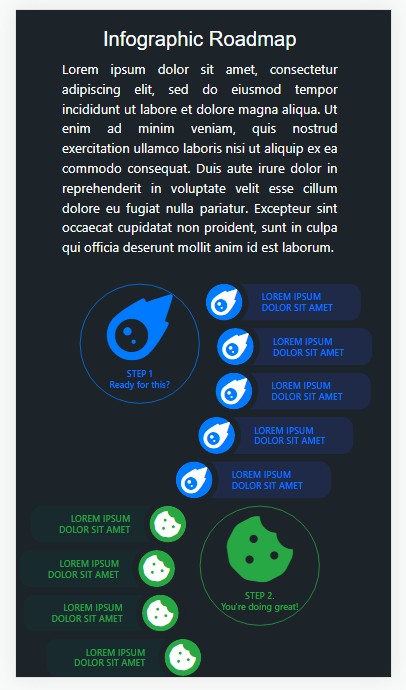 Infographic Roadmap
Lorem ipsum dolor sit amet, consectetur
adipiscing elit, sed do eiusmod tempor
incididunt ut labore et dolore magna aliqua. Ut
enim ad minim veniam, quis nostrud
exercitation ullamco laboris nisi ut aliquip ex ea
commodo consequat. Duis aute irure dolor in
reprehenderit in voluptate velit esse cillum
dolore eu fugiat nulla pariatur. Excepteur sint
occaecat cupidatat non proident, sunt in culpa
qui officia deserunt mollit anim id est laborum.
STEP 1
Ready for this?
LOREM IPSUM
DOLOR SIT AMET
LOREM IPSUM
DOLOR SIT AMET
LOREM IPSUM
DOLOR SIT AMET
LOREM IPSUM
DOLOR SIT AMET
LOREM IPSUM
DOLOR SIT AMET
STEP 2.
You're doing great!
LOREM IPSUM
DOLOR SIT AMET
LOREM IPSUM
DOLOR SIT AMET
LOREM IPSUM
DOLOR SIT AMET
LOREM IPSUM
DOLOR SIT AMET